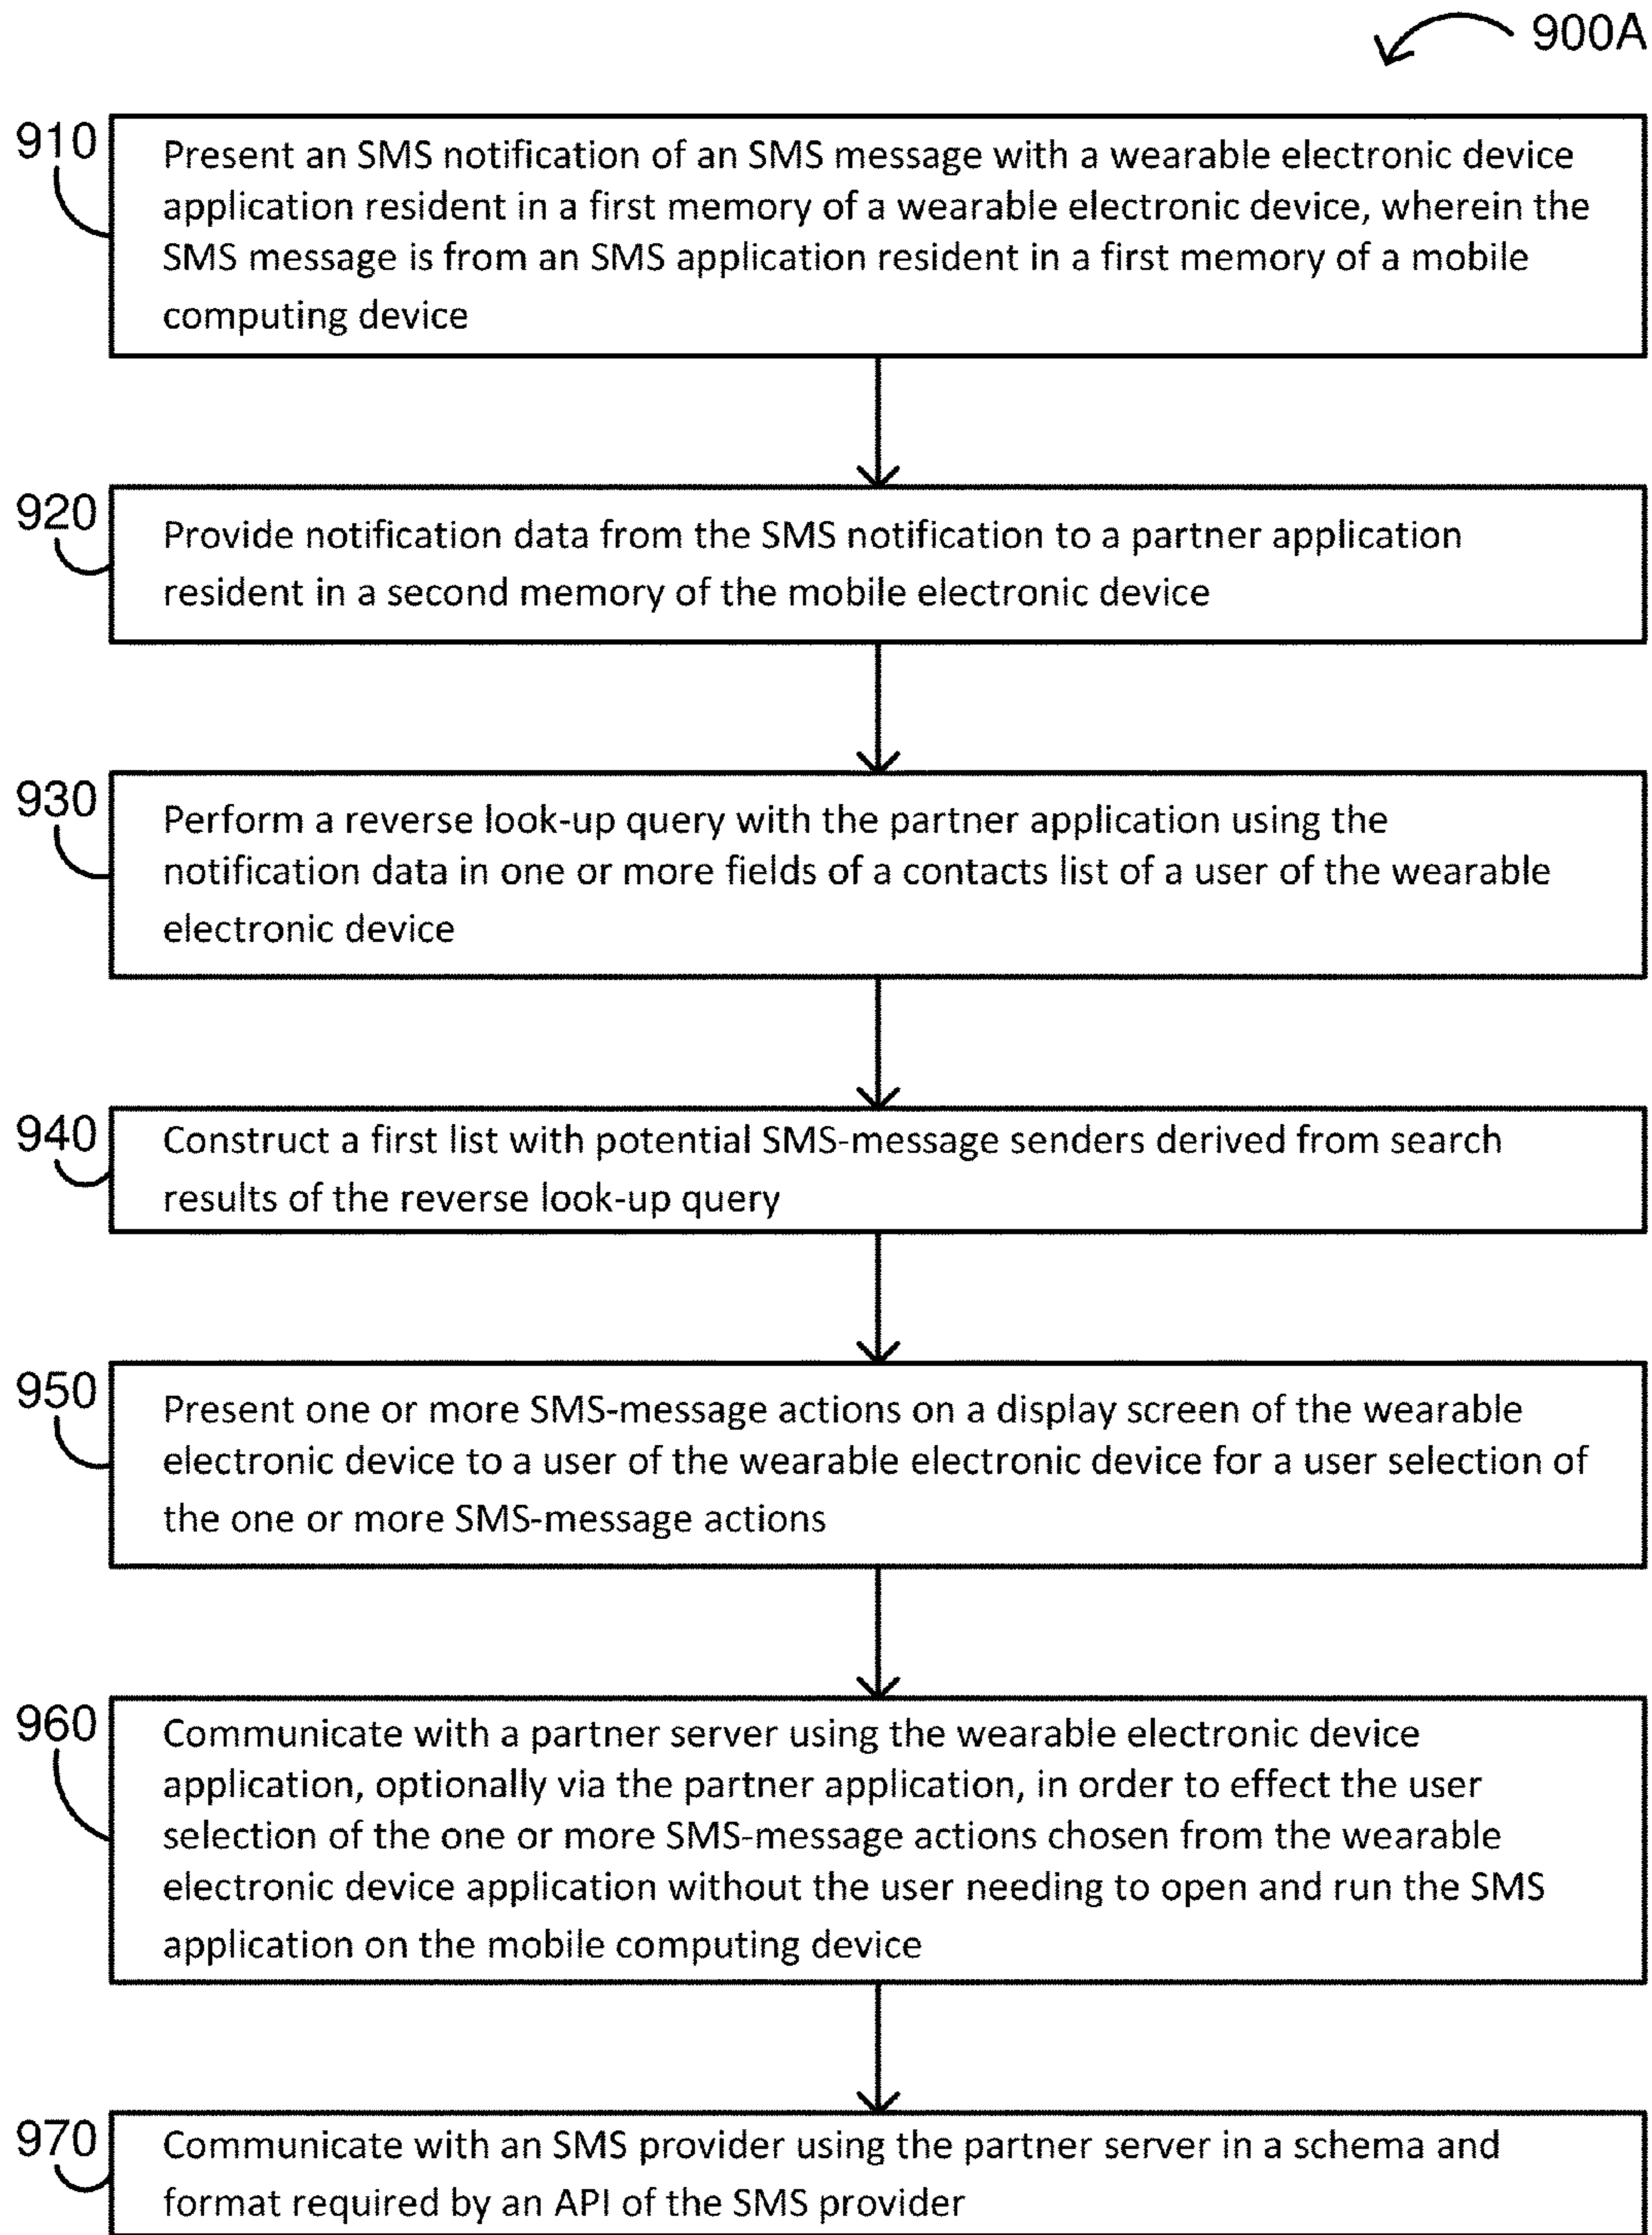 900A
910
Present an SMS notification of an SMS message with a wearable electronic device
application resident in a first memory of a wearable electronic device, wherein the
SMS message is from an SMS application resident in a first memory of a mobile
computing device
920
Provide notification data from the SMS notification to a partner application
resident in a second memory of the mobile electronic device
930
Perform a reverse look-up query with the partner application using the
notification data in one or more fields of a contacts list of a user of the wearable
electronic device
940
Construct a first list with potential SMS-message senders derived from search
results of the reverse look-up query
950
Present one or more SMS-message actions on a display screen of the wearable
electronic device to a user of the wearable electronic device for a user selection of
the one or more SMS-message actions
960
Communicate with a partner server using the wearable electronic device
application, optionally via the partner application, in order to effect the user
selection of the one or more SMS-message actions chosen from the wearable
electronic device application without the user needing to open and run the SMS
application on the mobile computing device
970
Communicate with an SMS provider using the partner server in a schema and
format required by an API of the SMS provider